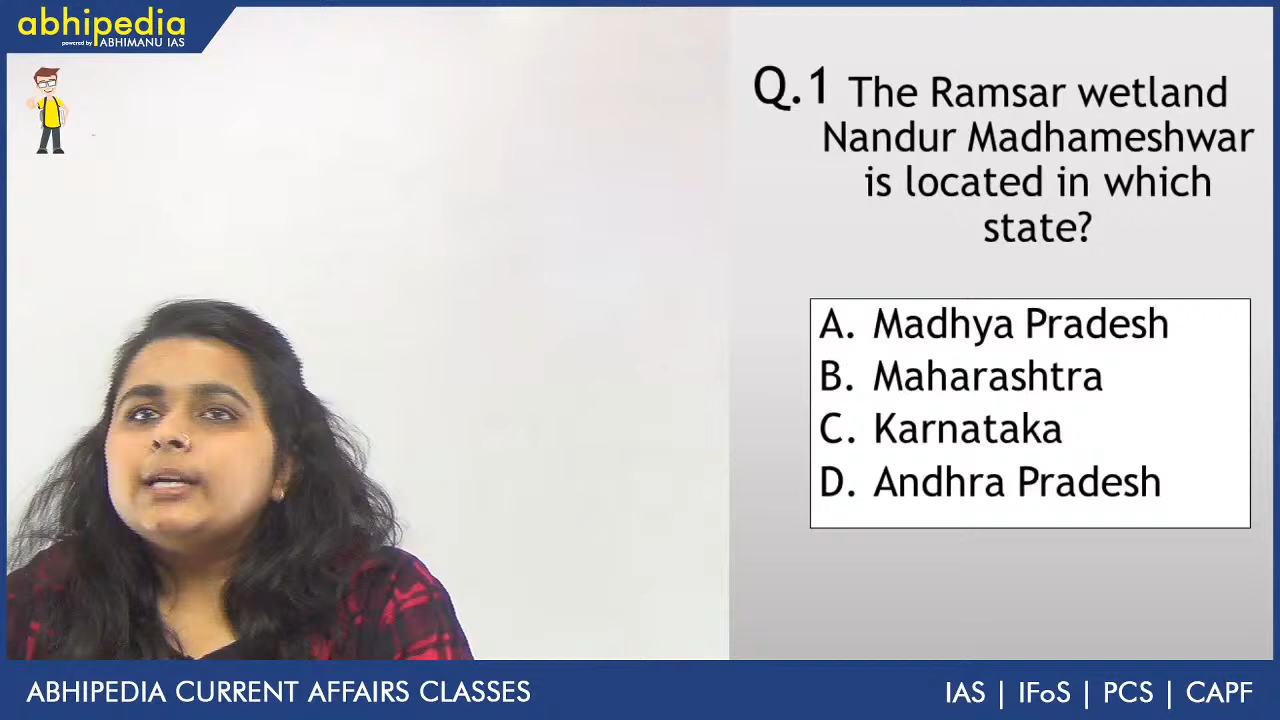 abhipedia
powered by ABHIMANU IAS
Q.1 The Ramsar wetland
Nandur Madhameshwar
is located in which
state?
A. Madhya Pradesh
B. Maharashtra
C. Karnataka
D. Andhra Pradesh
ABHIPEDIA CURRENT AFFAIRS CLASSES
IAS | IFoS | PCS | CAPF